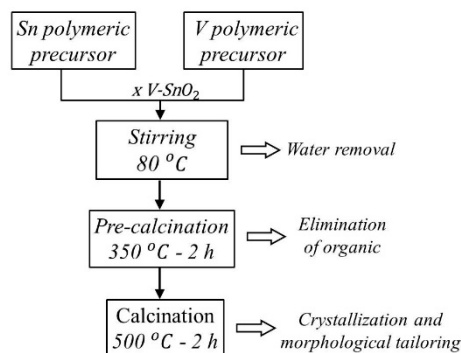 Sn polymeric precursor
V polymeric precursor
x V-SnO₂
Stirring
80 °C
Water removal
Pre-calcination
350 °C - 2 h
Elimination
of organic
Calcination
500 °C - 2 h
Crystallization and
morphological tailoring